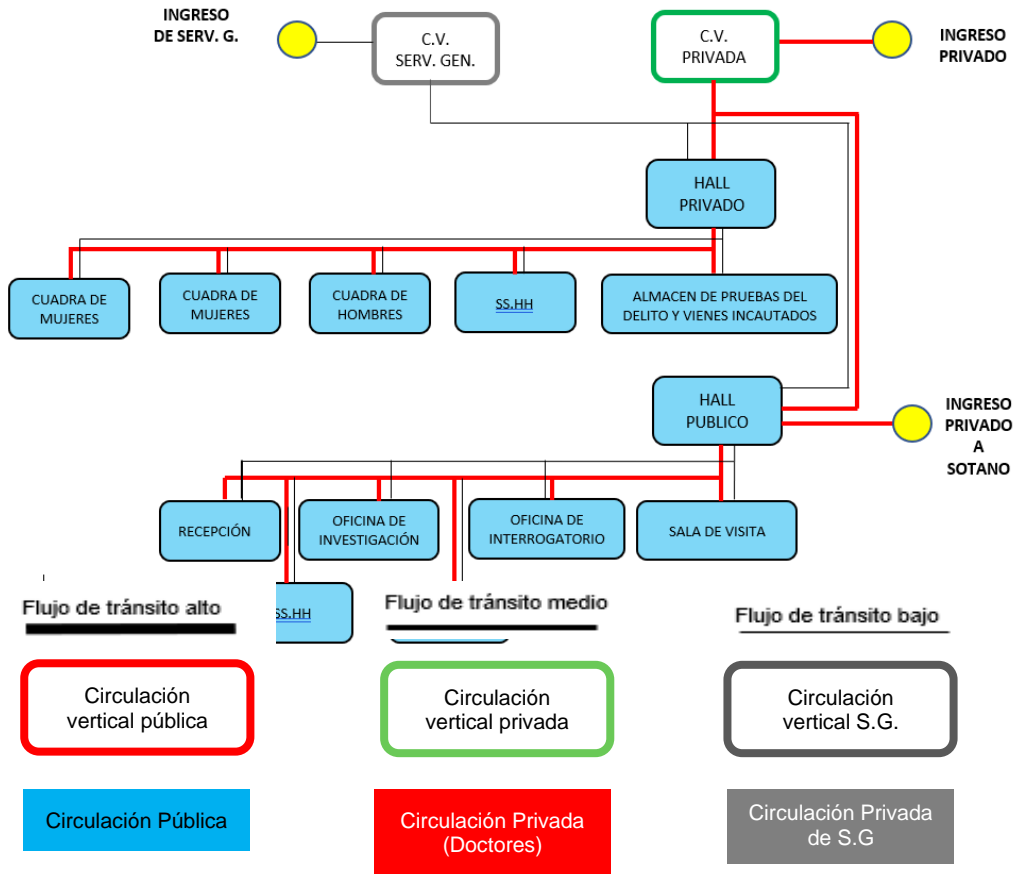 INGRESO
DE SERV. G.
C.V.
SERV. GEN.
C.V.
PRIVADA
INGRESO
PRIVADO
HALL
PRIVADO
CUADRA DE
MUJERES
CUADRA DE
MUJERES
CUADRA DE
HOMBRES
SS.HH
ALMACEN DE PRUEBAS DEL
DELITO Y VIENES INCAUTADOS
HALL
PUBLICO
INGRESO
PRIVADO
A
SOTANO
RECEPCIÓN
OFICINA DE
INVESTIGACIÓN
OFICINA DE
INTERROGATORIO
SALA DE VISITA
SS.HH
Flujo de tránsito alto
Flujo de tránsito medio
Flujo de tránsito bajo
Circulación
vertical pública
Circulación
vertical privada
Circulación
vertical S.G.
Circulación Pública
Circulación Privada
(Doctores)
Circulación Privada
de S.G